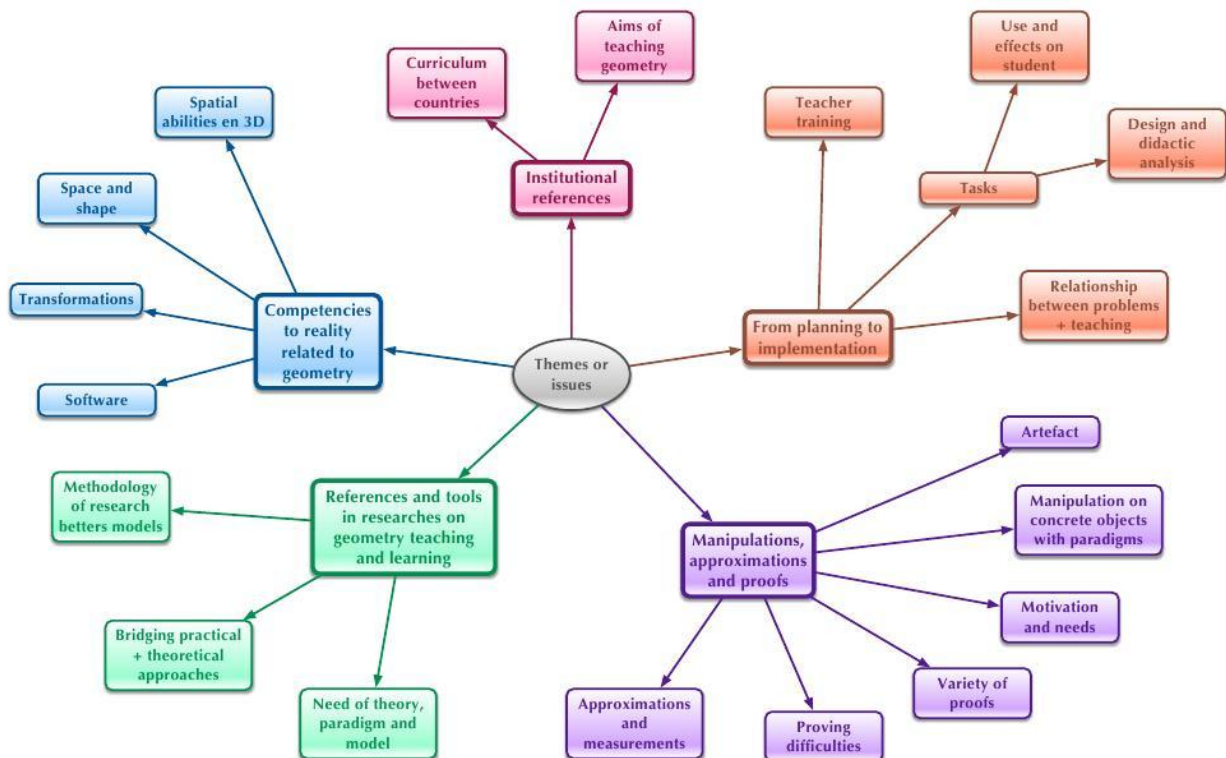 Aims of
teaching
geometry
Curriculum
between
countries
Institutional
references
Use and
effects on
student
Teacher
training
Design and
didactic
analysis
Tasks
Relationship
between problems
+ teaching
From planning to
implementation
Spatial
abilities en 3D
Space and
shape
Transformations
Software
Competencies
to reality
related to
geometry
Themes or
issues
Methodology
of research
betters models
References and tools
in researches on
geometry teaching
and learning
Bridging practical
+ theoretical
approaches
Need of theory,
paradigm and
model
Manipulations,
approximations
and proofs
Artefact
Manipulation on
concrete objects
with paradigms
Motivation
and needs
Variety of
proofs
Proving
difficulties
Approximations
and
measurements